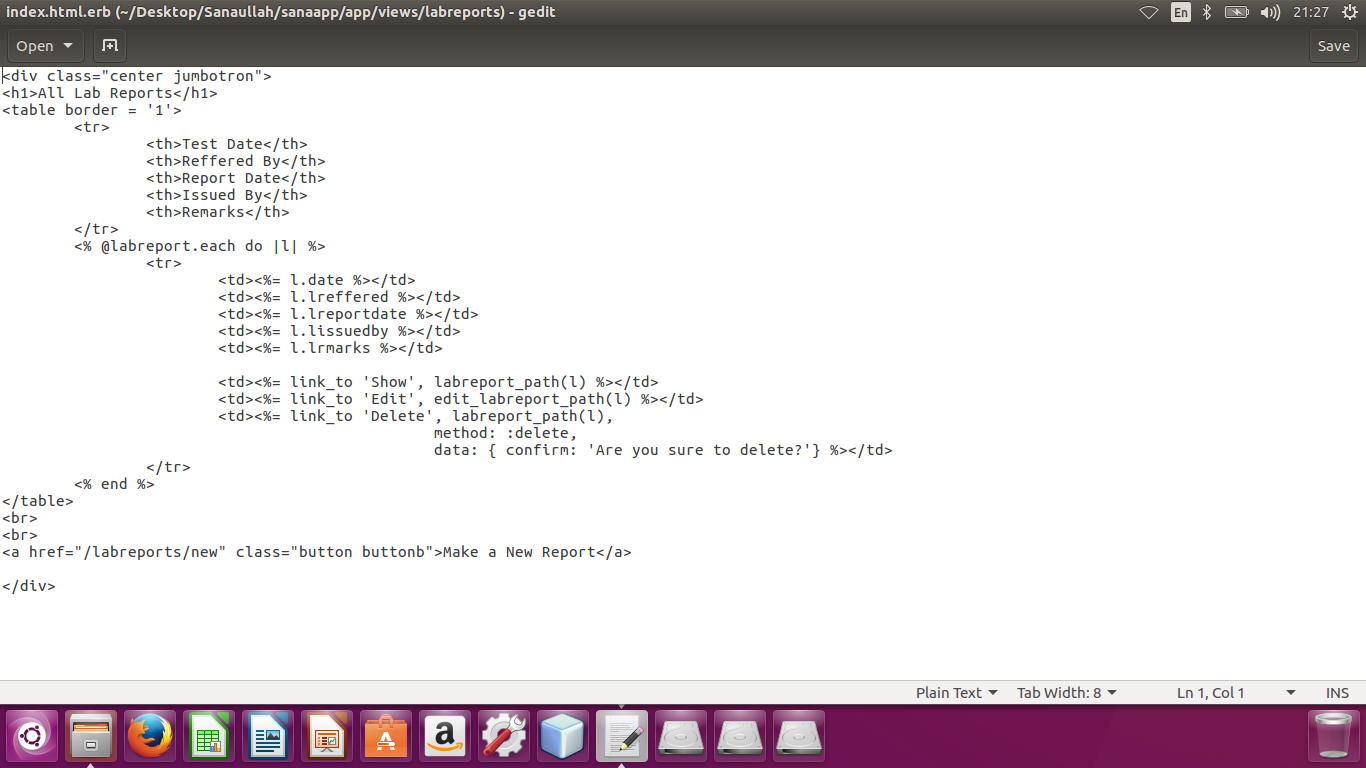 index.html.erb (~/Desktop/Sanaullah/sanaapp/app/views/labreports) - gedit
En
21:27
Open
Save
<div class="center jumbotron">
<h1>All Lab Reports</h1>
<table border = '1'>
	<tr>
		<th>Test Date</th>
		<th>Reffered By</th>
		<th>Report Date</th>
		<th>Issued By</th>
		<th>Remarks</th>
	</tr>
	<% @labreport.each do |l| %>
		<tr>
			<td><%= l.date %></td>
			<td><%= l.lreffered %></td>
			<td><%= l.lreportdate %></td>
			<td><%= l.lissuedby %></td>
			<td><%= l.lrmarks %></td>

			<td><%= link_to 'Show', labreport_path(l) %></td>
			<td><%= link_to 'Edit', edit_labreport_path(l) %></td>
			<td><%= link_to 'Delete', labreport_path(l),
						method: :delete,
						data: { confirm: 'Are you sure to delete?'} %></td>
		</tr>
	<% end %>
</table>
<br>
<br>
<a href="/labreports/new" class="button buttonb">Make a New Report</a>

</div>
Plain Text
Tab Width: 8
Ln 1, Col 1
INS